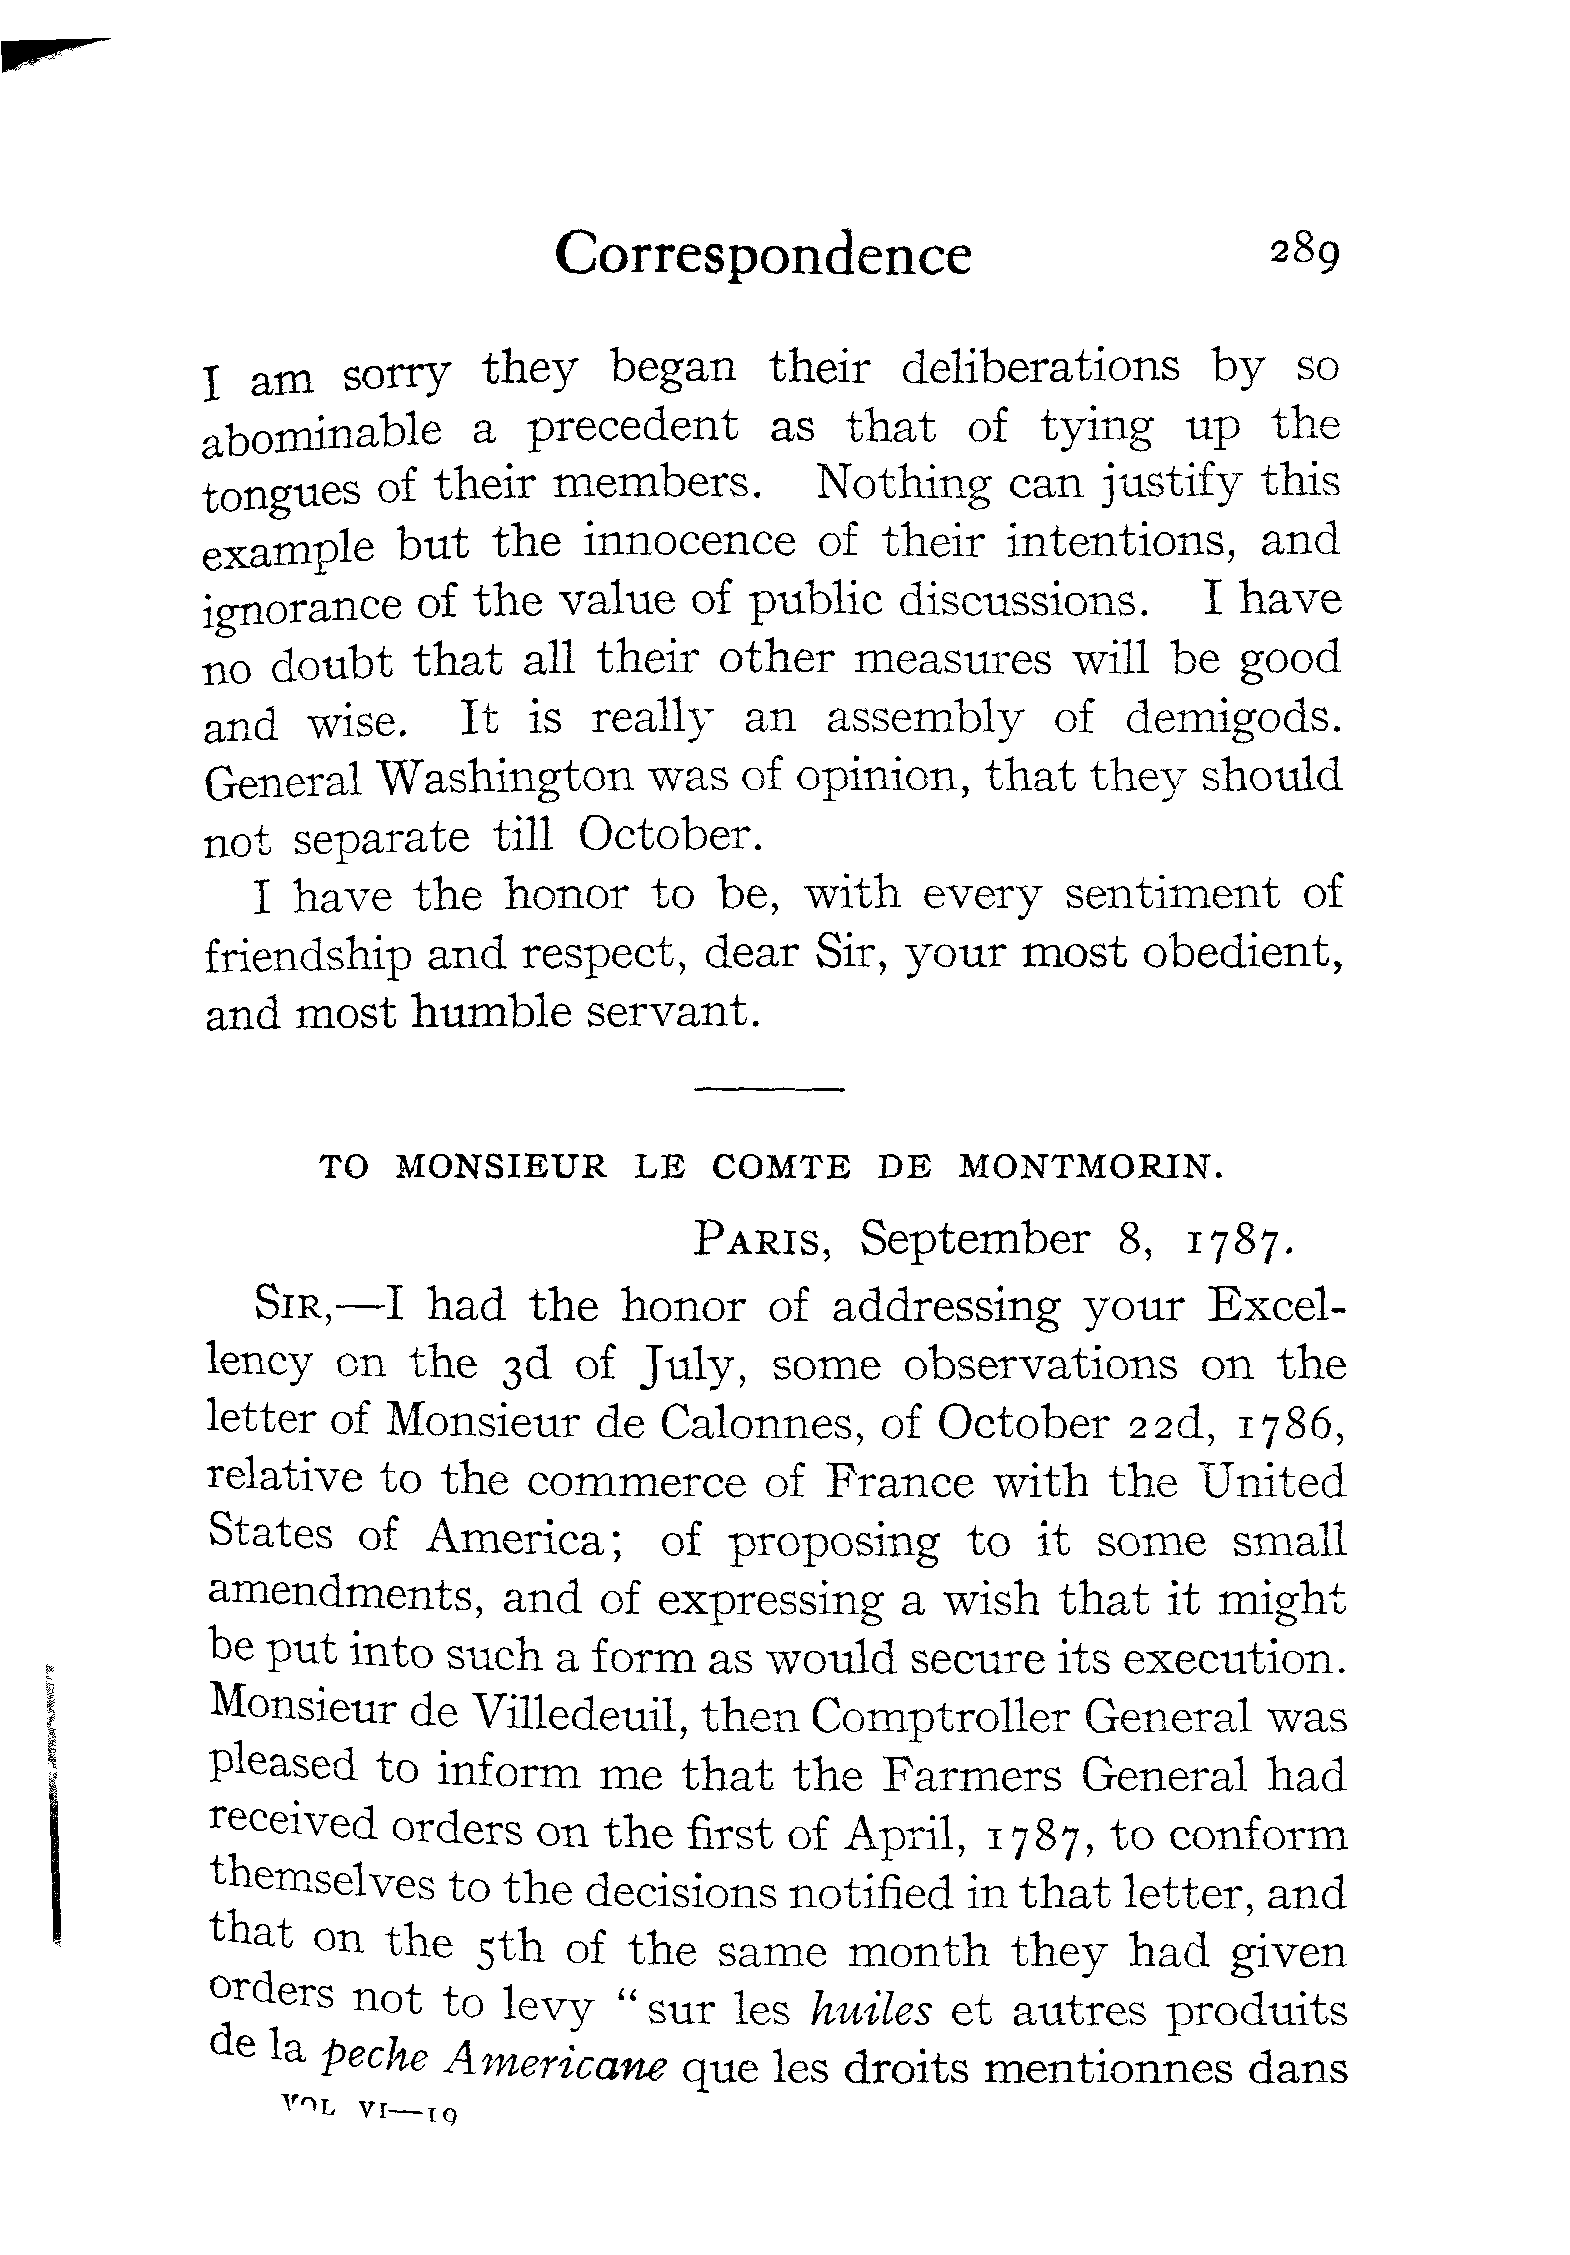 Correspondence 289
I am sorry they began their deliberations by so
abominable a precedent as that of tying up the
tongues of their members. Nothing can justify this
example but the innocence of their intentions, and
ignorance of the value of public discussions. I have
no doubt that all their other measures will be good
and wise. It is really an assembly of demigods.
General Washington was of opinion, that they should
not separate till October.
I have the honor to be, with every sentiment of
friendship and respect, dear Sir, your most obedient,
and most humble servant.
TO MONSIEUR LE COMTE DE MONTMORIN.
PARIS, September 8, 1787.
SIR,—I had the honor of addressing your Excel-
lency on the 3d of July, some observations on the
letter of Monsieur de Calonnes, of October 22d, 1786,
relative to the commerce of France with the United
States of America; of proposing to it some small
amendments, and of expressing a wish that it might
be put into such a form as would secure its execution.
Monsieur de Villedeuil, then Comptroller General was
pleased to inform me that the Farmers General had
received orders on the first of April, 1787, to conform
themselves to the decisions notified in that letter, and
that on the 5th of the same month they had given
orders not to levy "sur les huiles et autres produits
de la peche Americane que les droits mentionnes dans
VOL VI—19